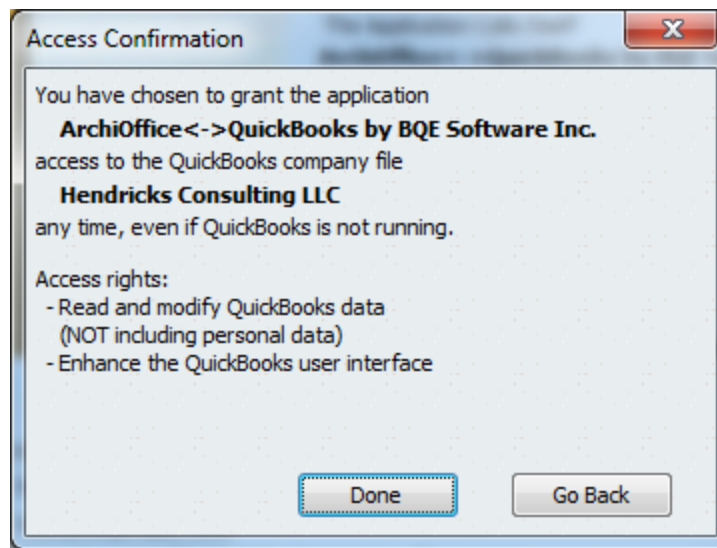 Access Confirmation
You have chosen to grant the application
ArchiOffice<->QuickBooks by BQE Software Inc.
access to the QuickBooks company file
Hendricks Consulting LLC
any time, even if QuickBooks is not running.
Access rights:
- Read and modify QuickBooks data
(NOT including personal data)
- Enhance the QuickBooks user interface
Done Go Back